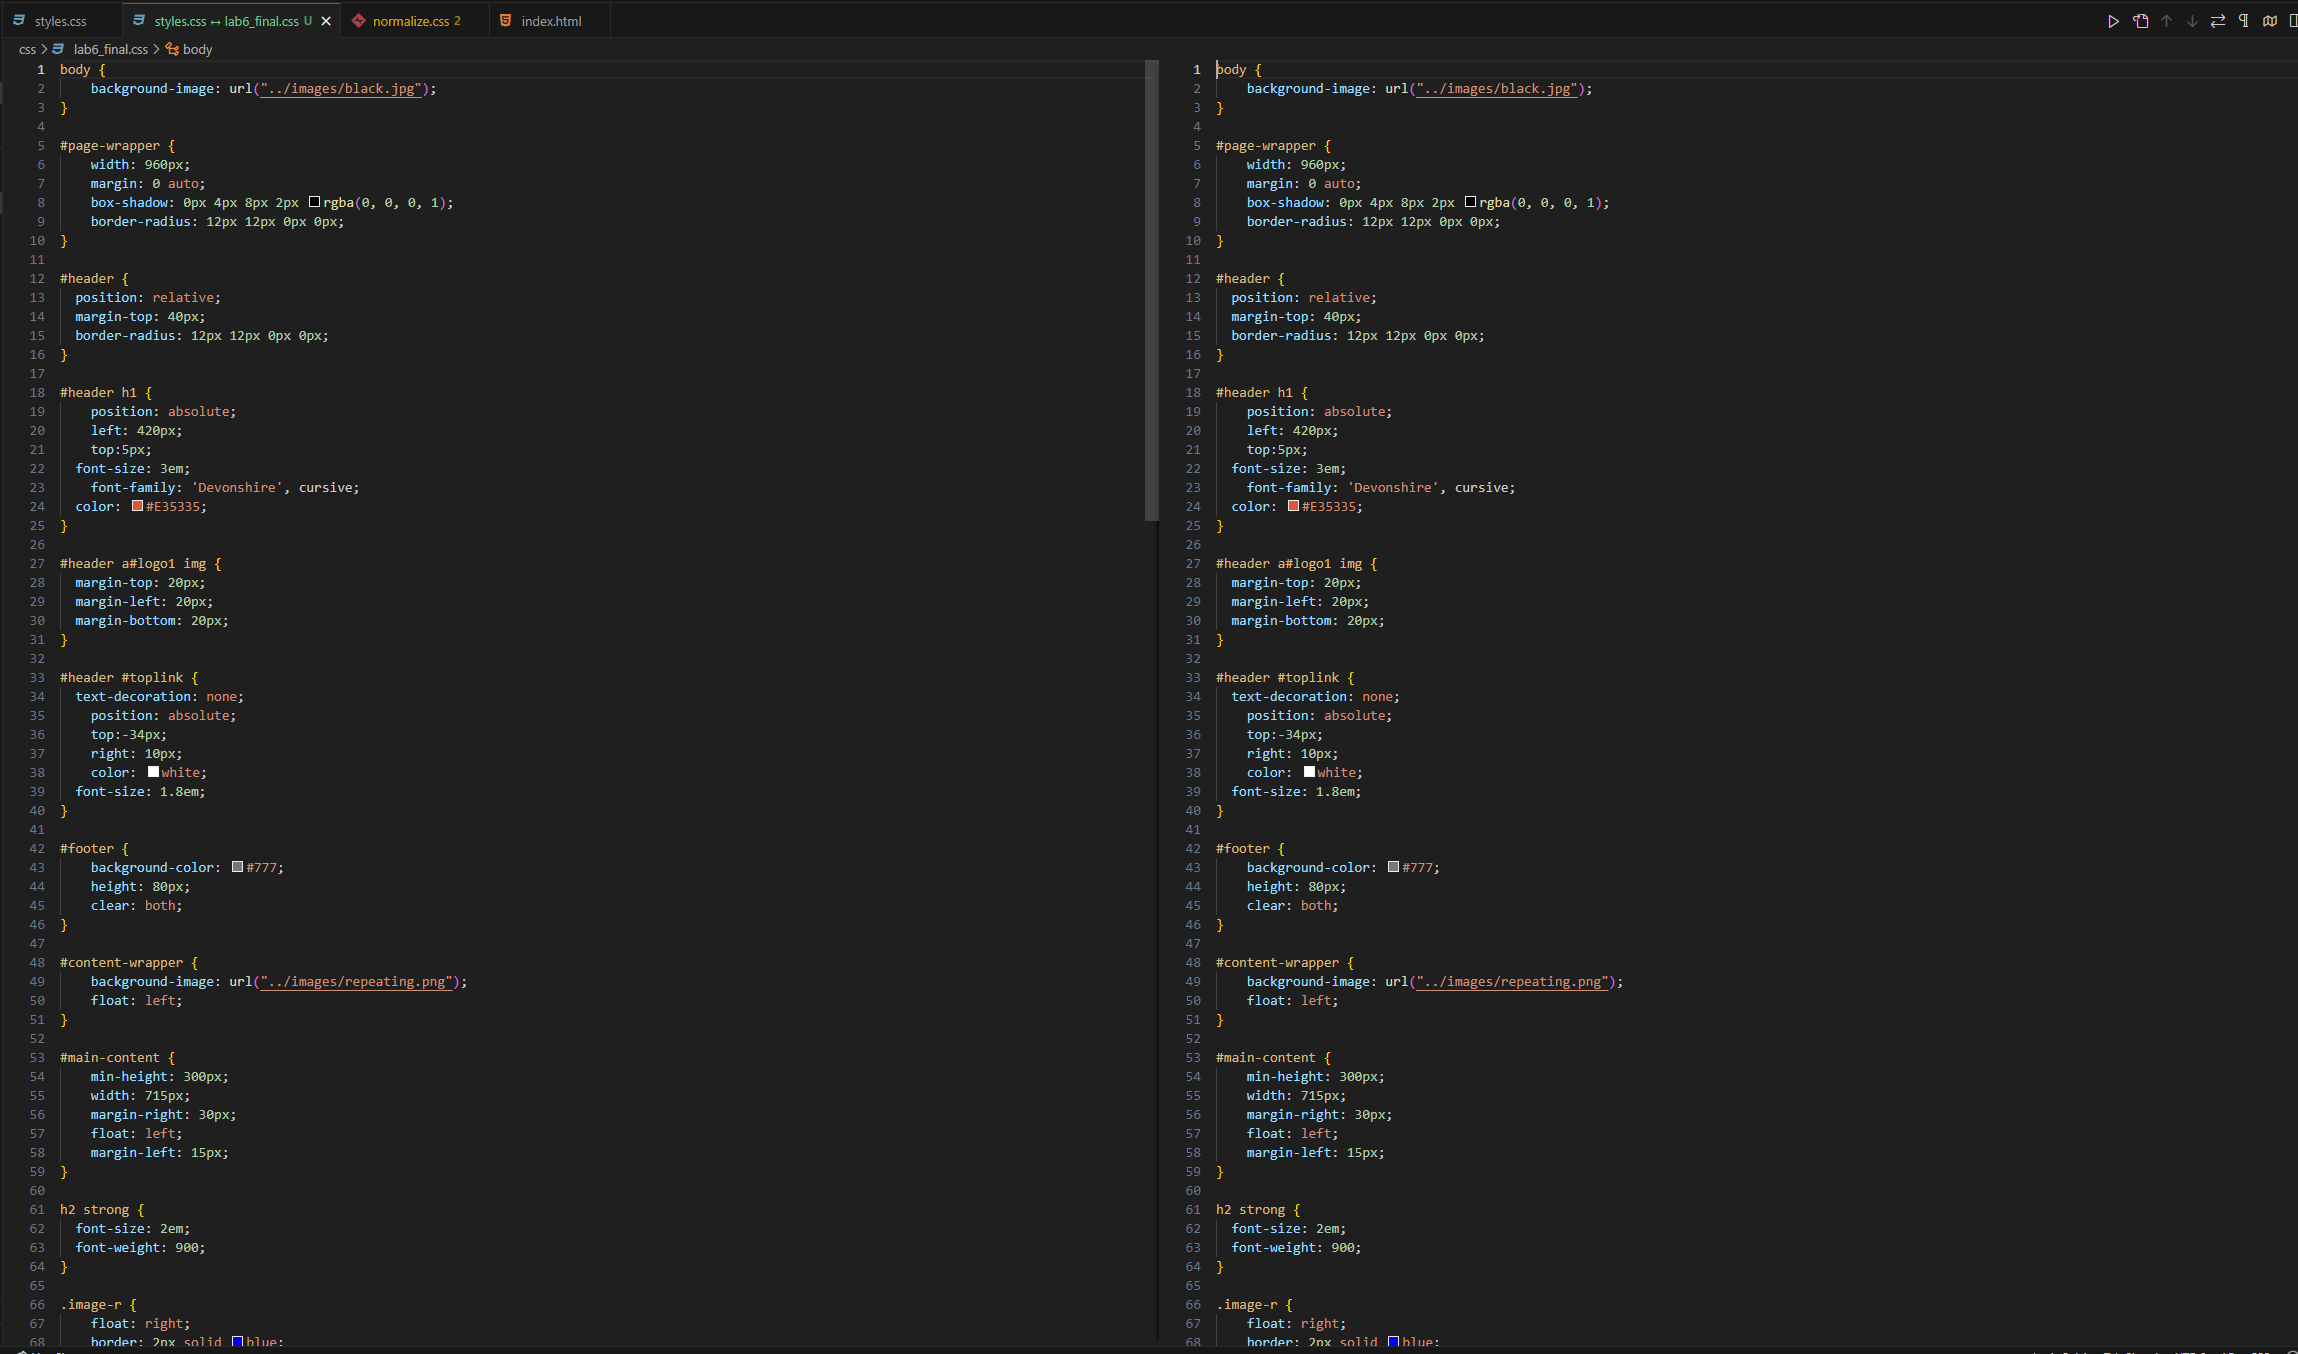 styles.css
styles.css ↔ lab6_final.css U
normalize.css 2
index.html
css > lab6_final.css > body
1 body {
2 background-image: url("../images/black.jpg");
3 }
4
5 #page-wrapper {
6 width: 960px;
7 margin: 0 auto;
8 box-shadow: 0px 4px 8px 2px rgba(0, 0, 0, 1);
9 border-radius: 12px 12px 0px 0px;
10 }
11
12 #header {
13 position: relative;
14 margin-top: 40px;
15 border-radius: 12px 12px 0px 0px;
16 }
17
18 #header h1 {
19 position: absolute;
20 left: 420px;
21 top:5px;
22 font-size: 3em;
23 font-family: 'Devonshire', cursive;
24 color: #E35335;
25 }
26
27 #header a#logo1 img {
28 margin-top: 20px;
29 margin-left: 20px;
30 margin-bottom: 20px;
31 }
32
33 #header #toplink {
34 text-decoration: none;
35 position: absolute;
36 top:-34px;
37 right: 10px;
38 color: white;
39 font-size: 1.8em;
40 }
41
42 #footer {
43 background-color: #777;
44 height: 80px;
45 clear: both;
46 }
47
48 #content-wrapper {
49 background-image: url("../images/repeating.png");
50 float: left;
51 }
52
53 #main-content {
54 min-height: 300px;
55 width: 715px;
56 margin-right: 30px;
57 float: left;
58 margin-left: 15px;
59 }
60
61 h2 strong {
62 font-size: 2em;
63 font-weight: 900;
64 }
65
66 .image-r {
67 float: right;
68 border: 2px solid blue;
1 body {
2 background-image: url("../images/black.jpg");
3 }
4
5 #page-wrapper {
6 width: 960px;
7 margin: 0 auto;
8 box-shadow: 0px 4px 8px 2px rgba(0, 0, 0, 1);
9 border-radius: 12px 12px 0px 0px;
10 }
11
12 #header {
13 position: relative;
14 margin-top: 40px;
15 border-radius: 12px 12px 0px 0px;
16 }
17
18 #header h1 {
19 position: absolute;
20 left: 420px;
21 top:5px;
22 font-size: 3em;
23 font-family: 'Devonshire', cursive;
24 color: #E35335;
25 }
26
27 #header a#logo1 img {
28 margin-top: 20px;
29 margin-left: 20px;
30 margin-bottom: 20px;
31 }
32
33 #header #toplink {
34 text-decoration: none;
35 position: absolute;
36 top:-34px;
37 right: 10px;
38 color: white;
39 font-size: 1.8em;
40 }
41
42 #footer {
43 background-color: #777;
44 height: 80px;
45 clear: both;
46 }
47
48 #content-wrapper {
49 background-image: url("../images/repeating.png");
50 float: left;
51 }
52
53 #main-content {
54 min-height: 300px;
55 width: 715px;
56 margin-right: 30px;
57 float: left;
58 margin-left: 15px;
59 }
60
61 h2 strong {
62 font-size: 2em;
63 font-weight: 900;
64 }
65
66 .image-r {
67 float: right;
68 border: 2px solid blue;